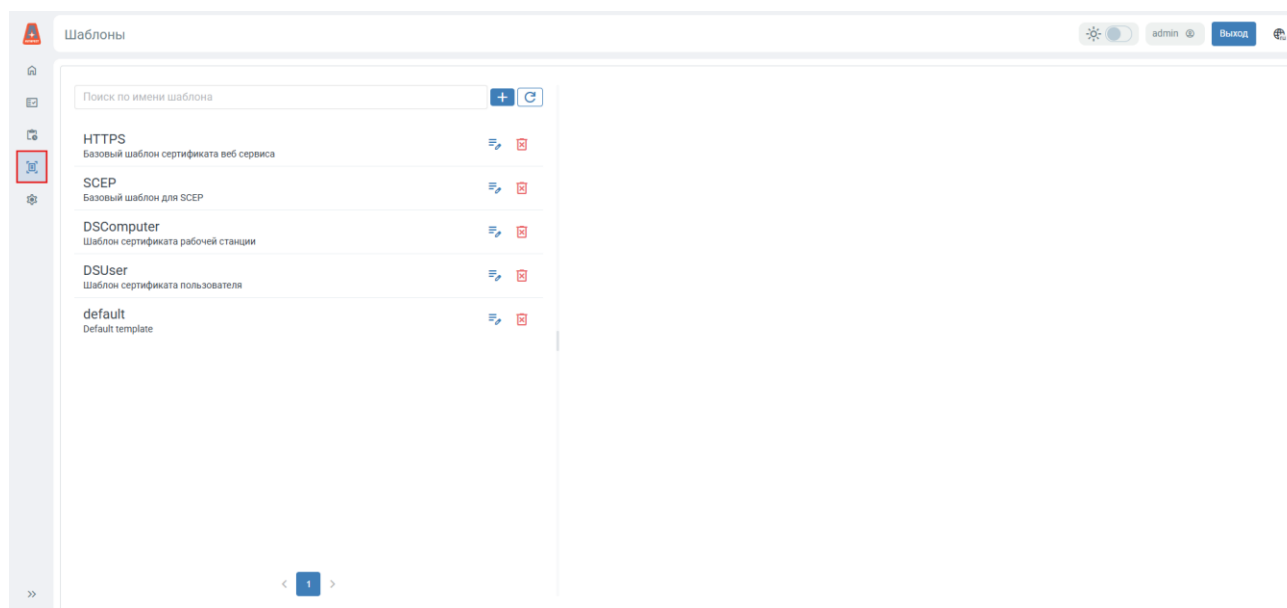 Шаблоны
admin
Выход
Поиск по имени шаблона
HTTPS
Базовый шаблон сертификата веб сервиса
SCEP
Базовый шаблон для SCEP
DSComputer
Шаблон сертификата рабочей станции
DSUser
Шаблон сертификата пользователя
default
Default template
1